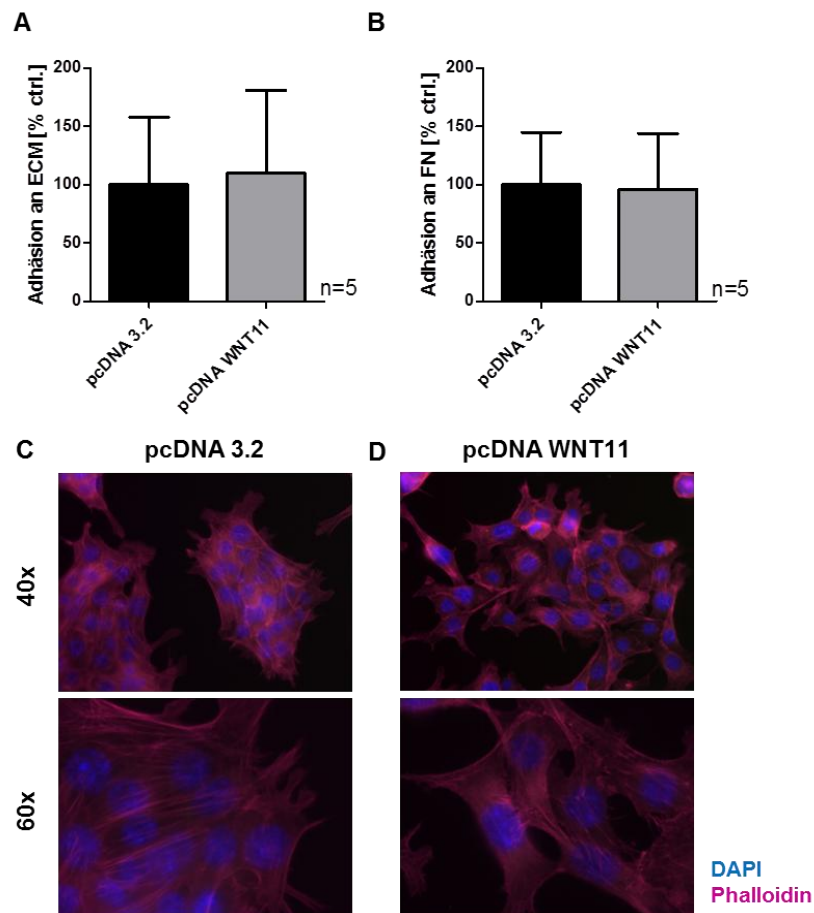 A
Adhäsion an ECM [% ctrl.]
200
150
100
50
0
n=5
pcDNA 3.2
pcDNA WNT11
B
Adhäsion an FN [% ctrl.]
200
150
100
50
0
n=5
pcDNA 3.2
pcDNA WNT11
C
pcDNA 3.2
D
pcDNA WNT11
40x
60x
DAPI
Phalloidin